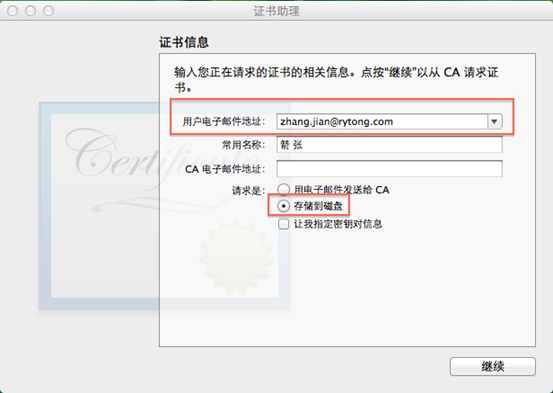 证书助理
证书信息
输入您正在请求的证书的相关信息。点按“继续”以从 CA 请求证
书。
用户电子邮件地址： zhang.jian@rytong.com
常用名称： 箭 张
CA 电子邮件地址：
请求是： 用电子邮件发送给 CA
存储到磁盘
让我指定密钥对信息
Certificate
继续